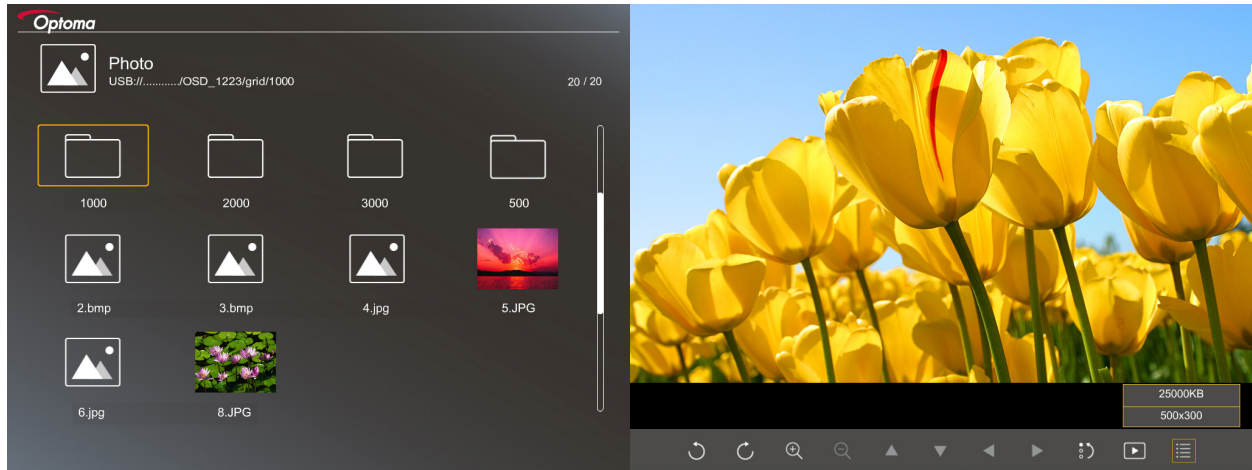 Optoma
Photo
USB://.........../OSD_1223/grid/1000
20 / 20
1000
2000
3000
500
2.bmp
3.bmp
4.jpg
5.JPG
6.jpg
8.JPG
25000KB
500x300